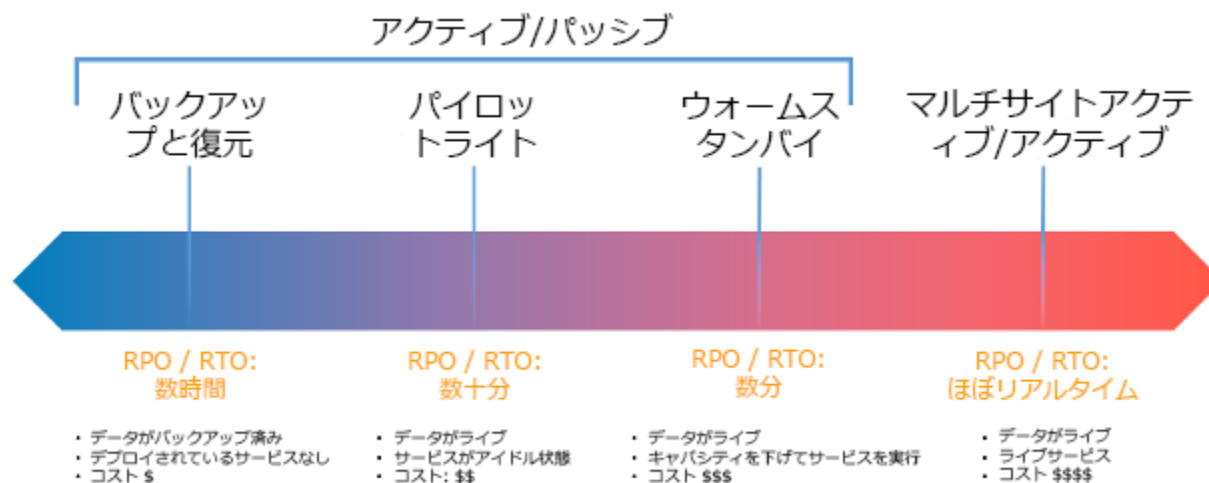 アクティブ/パッシブ
バックアッ
プと復元
パイロッ
トライト
ウォームス
タンバイ
マルチサイトアクテ
ィブ/アクティブ
RPO / RTO:
数時間
RPO / RTO:
数十分
RPO / RTO:
数分
RPO / RTO:
ほぼリアルタイム
・データがバックアップ済み
・デプロイされているサービスなし
・コスト $
・データがライブ
・サービスがアイドル状態
・コスト: $$
・データがライブ
・キャパシティを下げてサービスを実行
・コスト $$$
・データがライブ
・ライブサービス
・コスト $$$$